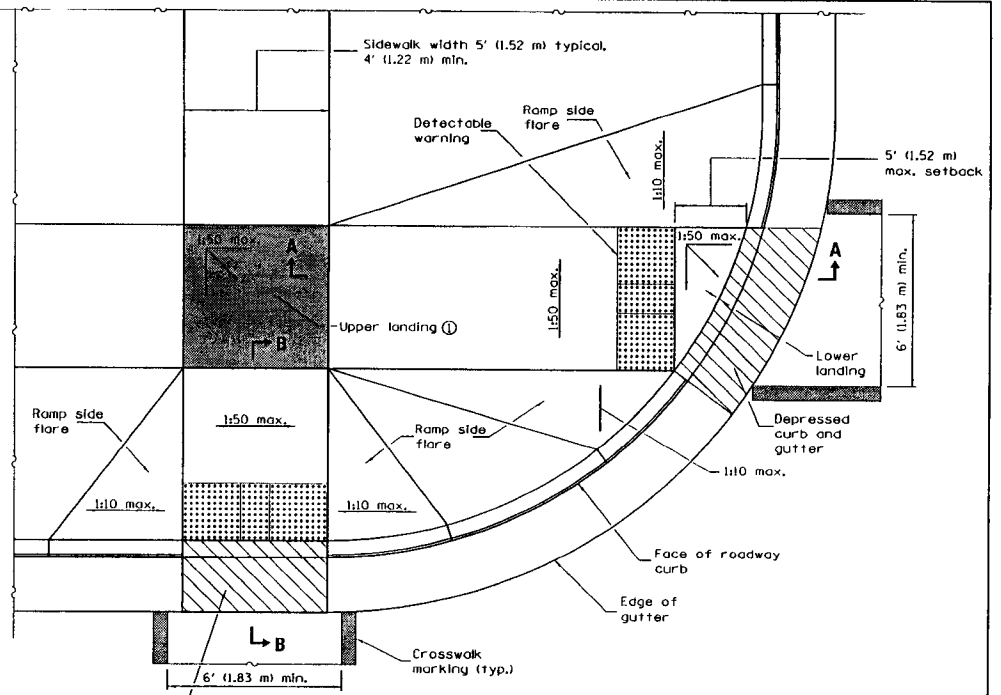 Sidewalk width 5' (1.52 m) typical.
4' (1.22 m) min.
Detectable
warning
Ramp side
flare
1:10 max.
5' (1.52 m)
max. setback
1:50 max.
A
1:50 max.
A
6' (1.83 m) min.
1:50 max.
Upper landing ①
B
Lower
landing
Ramp side
flare
1:50 max.
Ramp side
flare
Depressed
curb and
gutter
1:10 max.
1:10 max.
1:10 max.
Face of roadway
curb
Edge of
gutter
B
Crosswalk
marking (typ.)
6' (1.83 m) min.